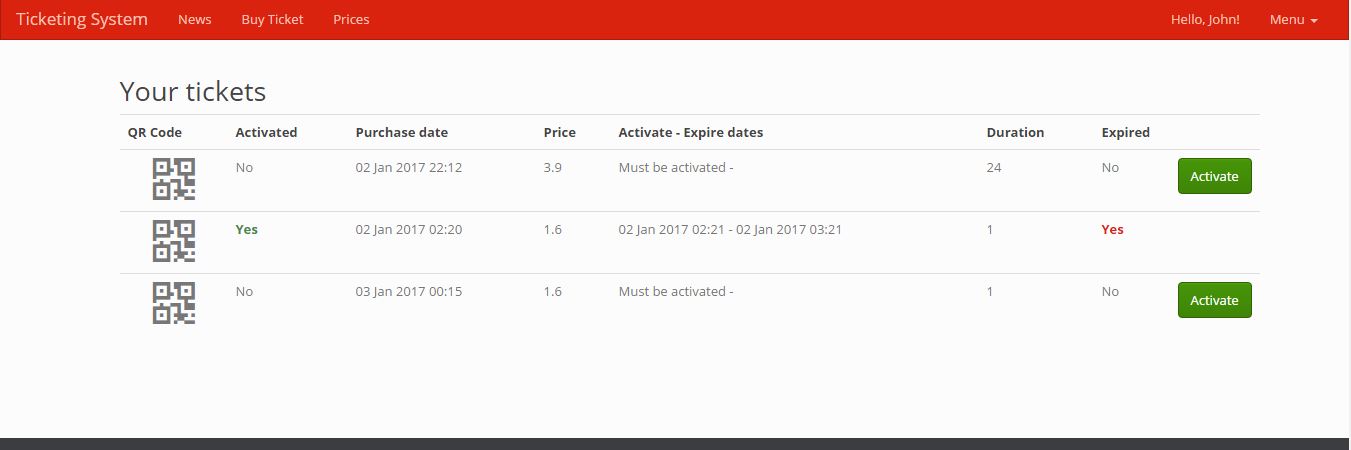 Ticketing System News Buy Ticket Prices Hello, John! Menu
Your tickets
QR Code Activated Purchase date Price Activate - Expire dates Duration Expired
No 02 Jan 2017 22:12 3.9 Must be activated - 24 No Activate
Yes 02 Jan 2017 02:20 1.6 02 Jan 2017 02:21 - 02 Jan 2017 03:21 1 Yes
No 03 Jan 2017 00:15 1.6 Must be activated - 1 No Activate